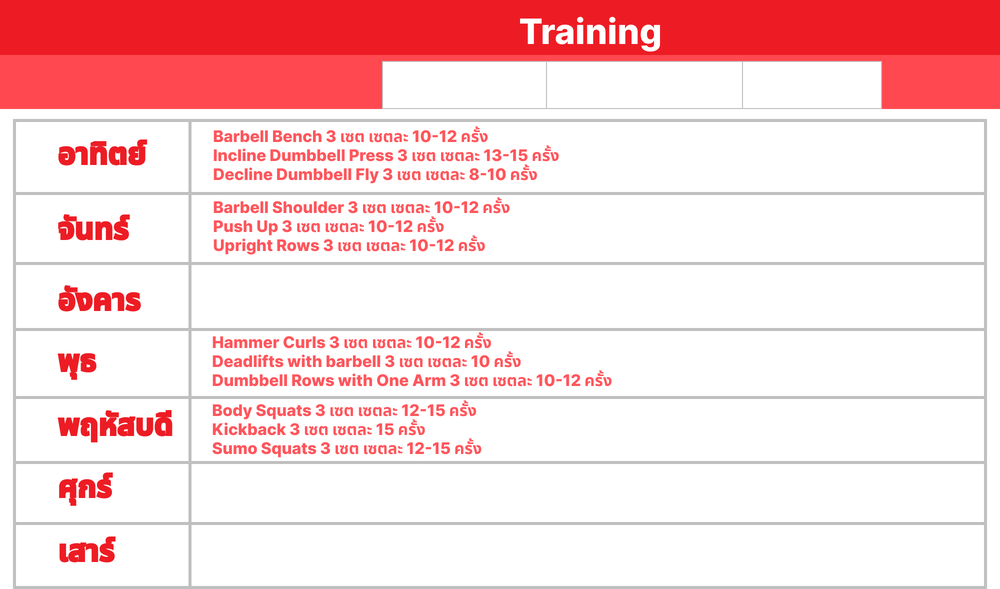 Training
อาทิตย์
Barbell Bench 3 เซต เซตละ 10-12 ครั้ง
Incline Dumbbell Press 3 เซต เซตละ 13-15 ครั้ง
Decline Dumbbell Fly 3 เซต เซตละ 8-10 ครั้ง
จันทร์
Barbell Shoulder 3 เซต เซตละ 10-12 ครั้ง
Push Up 3 เซต เซตละ 10-12 ครั้ง
Upright Rows 3 เซต เซตละ 10-12 ครั้ง
อังคาร
พุธ
Hammer Curls 3 เซต เซตละ 10-12 ครั้ง
Deadlifts with barbell 3 เซต เซตละ 10 ครั้ง
Dumbbell Rows with One Arm 3 เซต เซตละ 10-12 ครั้ง
พฤหัสบดี
Body Squats 3 เซต เซตละ 12-15 ครั้ง
Kickback 3 เซต เซตละ 15 ครั้ง
Sumo Squats 3 เซต เซตละ 12-15 ครั้ง
ศุกร์
เสาร์